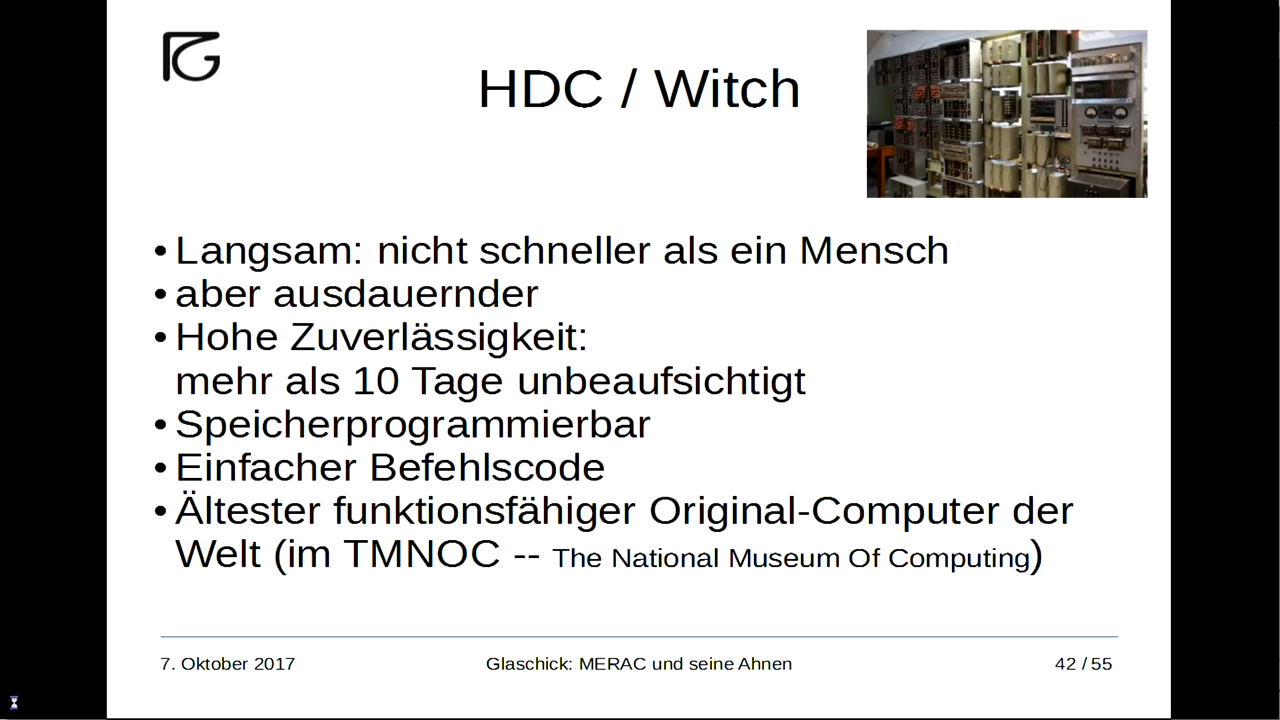 HDC / Witch
• Langsam: nicht schneller als ein Mensch
• aber ausdauernder
• Hohe Zuverlässigkeit:
mehr als 10 Tage unbeaufsichtigt
• Speicherprogrammierbar
• Einfacher Befehlscode
• Ältester funktionsfähiger Original-Computer der
Welt (im TMNOC -- The National Museum Of Computing)
7. Oktober 2017
Glaschick: MERAC und seine Ahnen
42 / 55